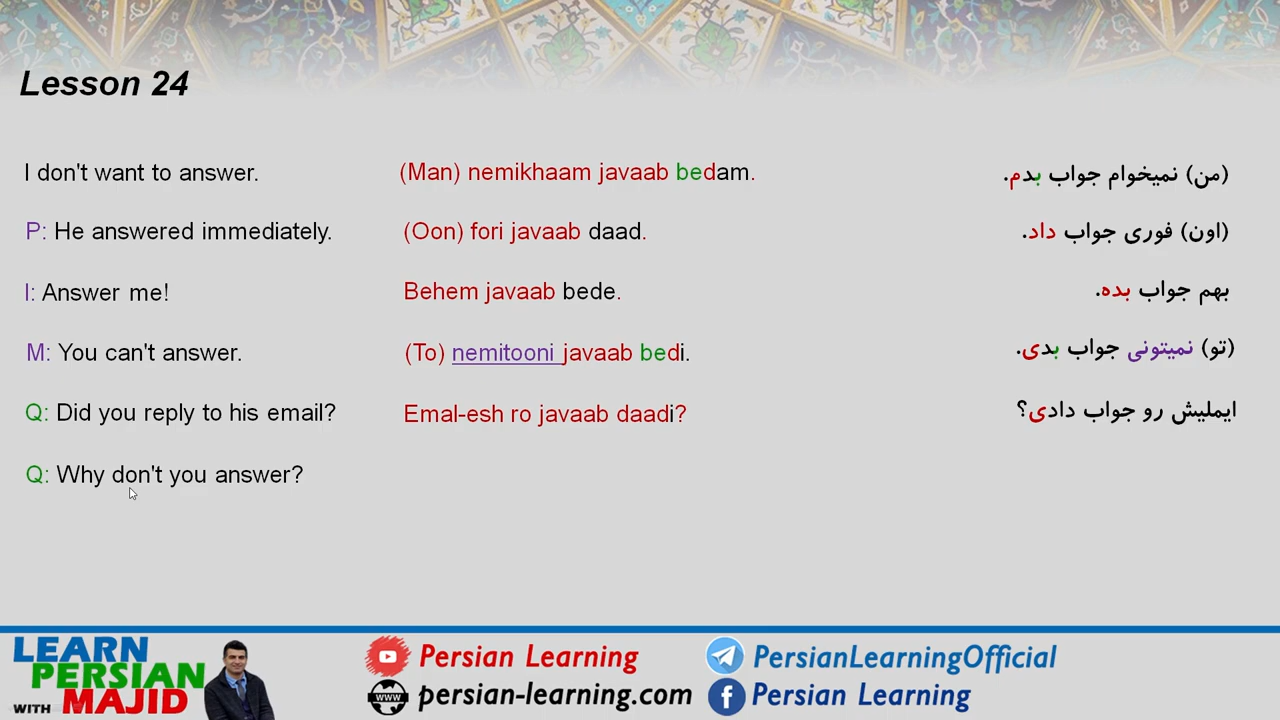 Lesson 24
I don't want to answer. (Man) nemikhaam javaab bedam. (من) نمیخوام جواب بدم.
P: He answered immediately. (Oon) fori javaab daad. (اون) فوری جواب داد.
I: Answer me! Behem javaab bede. بهم جواب بده.
M: You can't answer. (To) nemitooni javaab bedi. (تو) نمیتونی جواب بدی.
Q: Did you reply to his email? Emal-esh ro javaab daadi? ایملیش رو جواب دادی؟
Q: Why don't you answer?
LEARN
PERSIAN
WITH MAJID
Persian Learning
www persian-learning.com
PersianLearningOfficial
Persian Learning